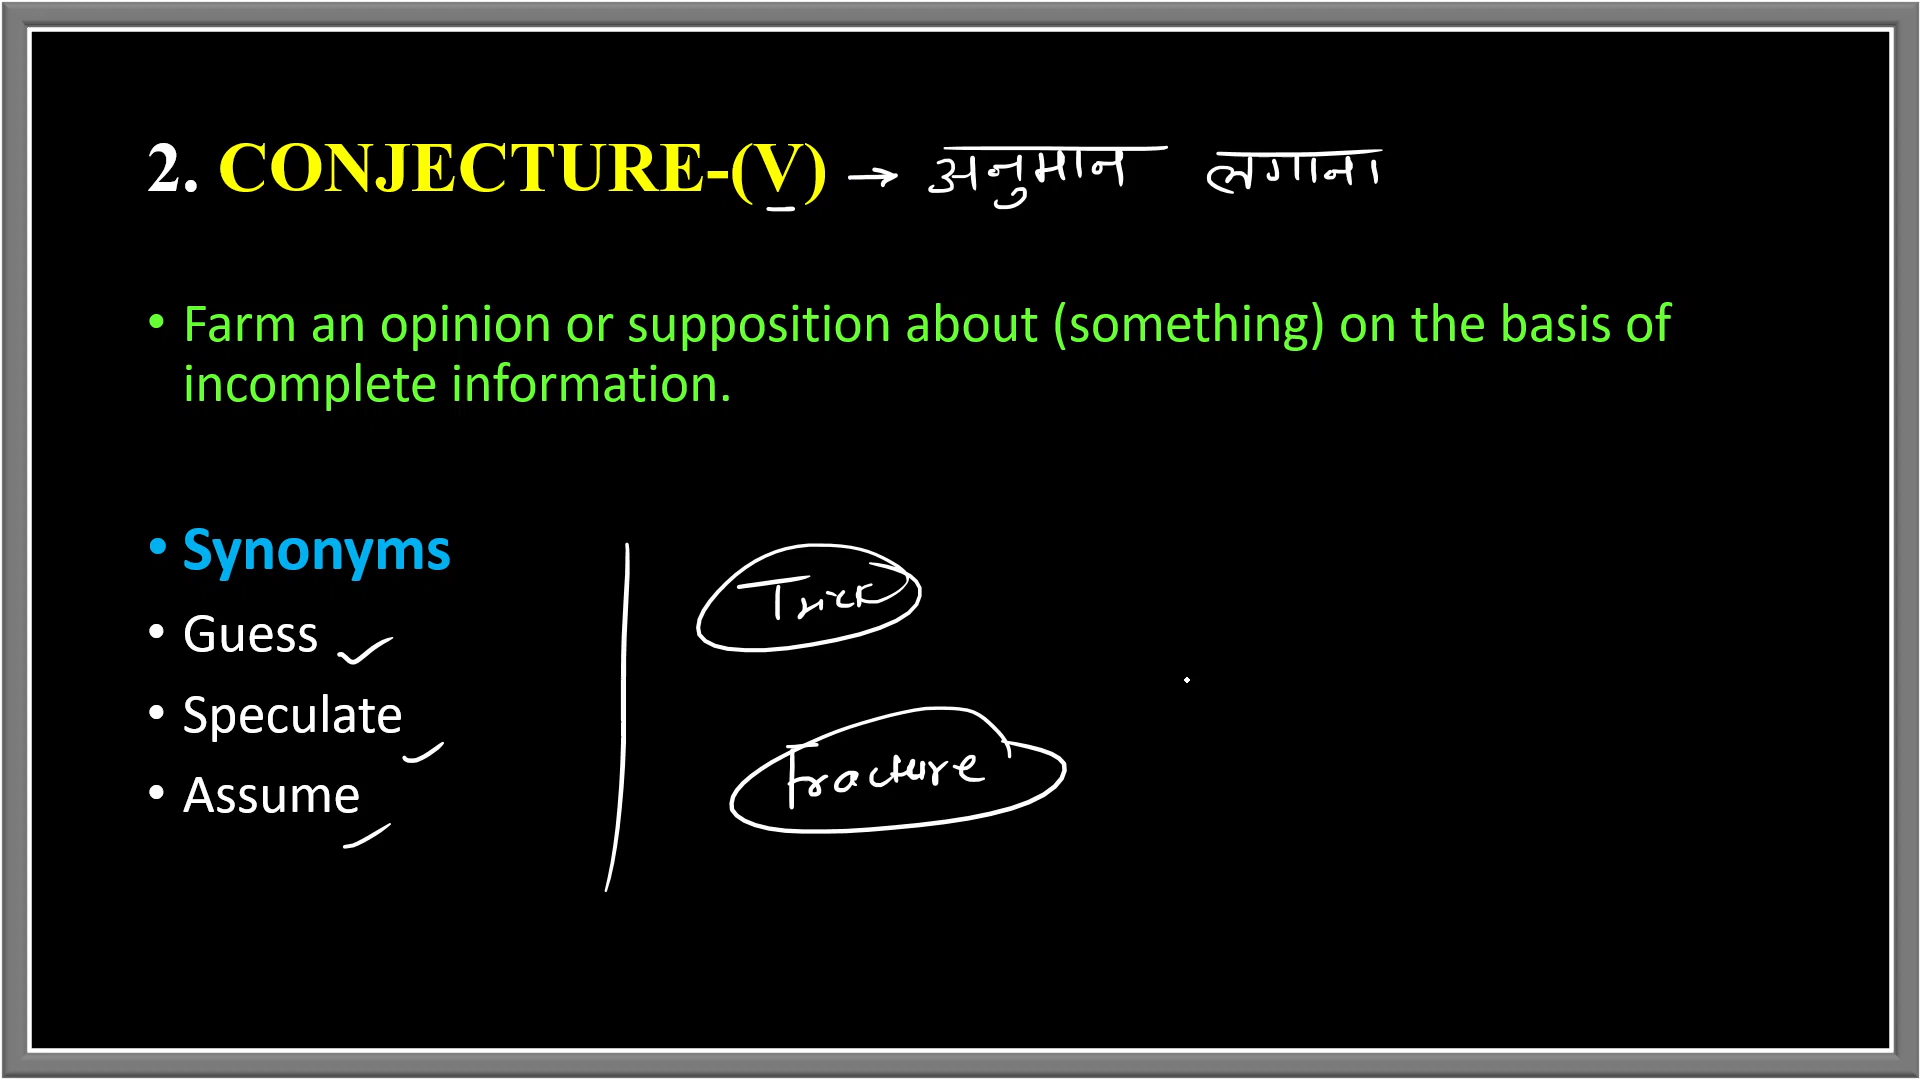 2. CONJECTURE-(V) → अनुमान लगाना
• Farm an opinion or supposition about (something) on the basis of
incomplete information.
• Synonyms
• Guess
• Speculate
• Assume
Trick
Fracture